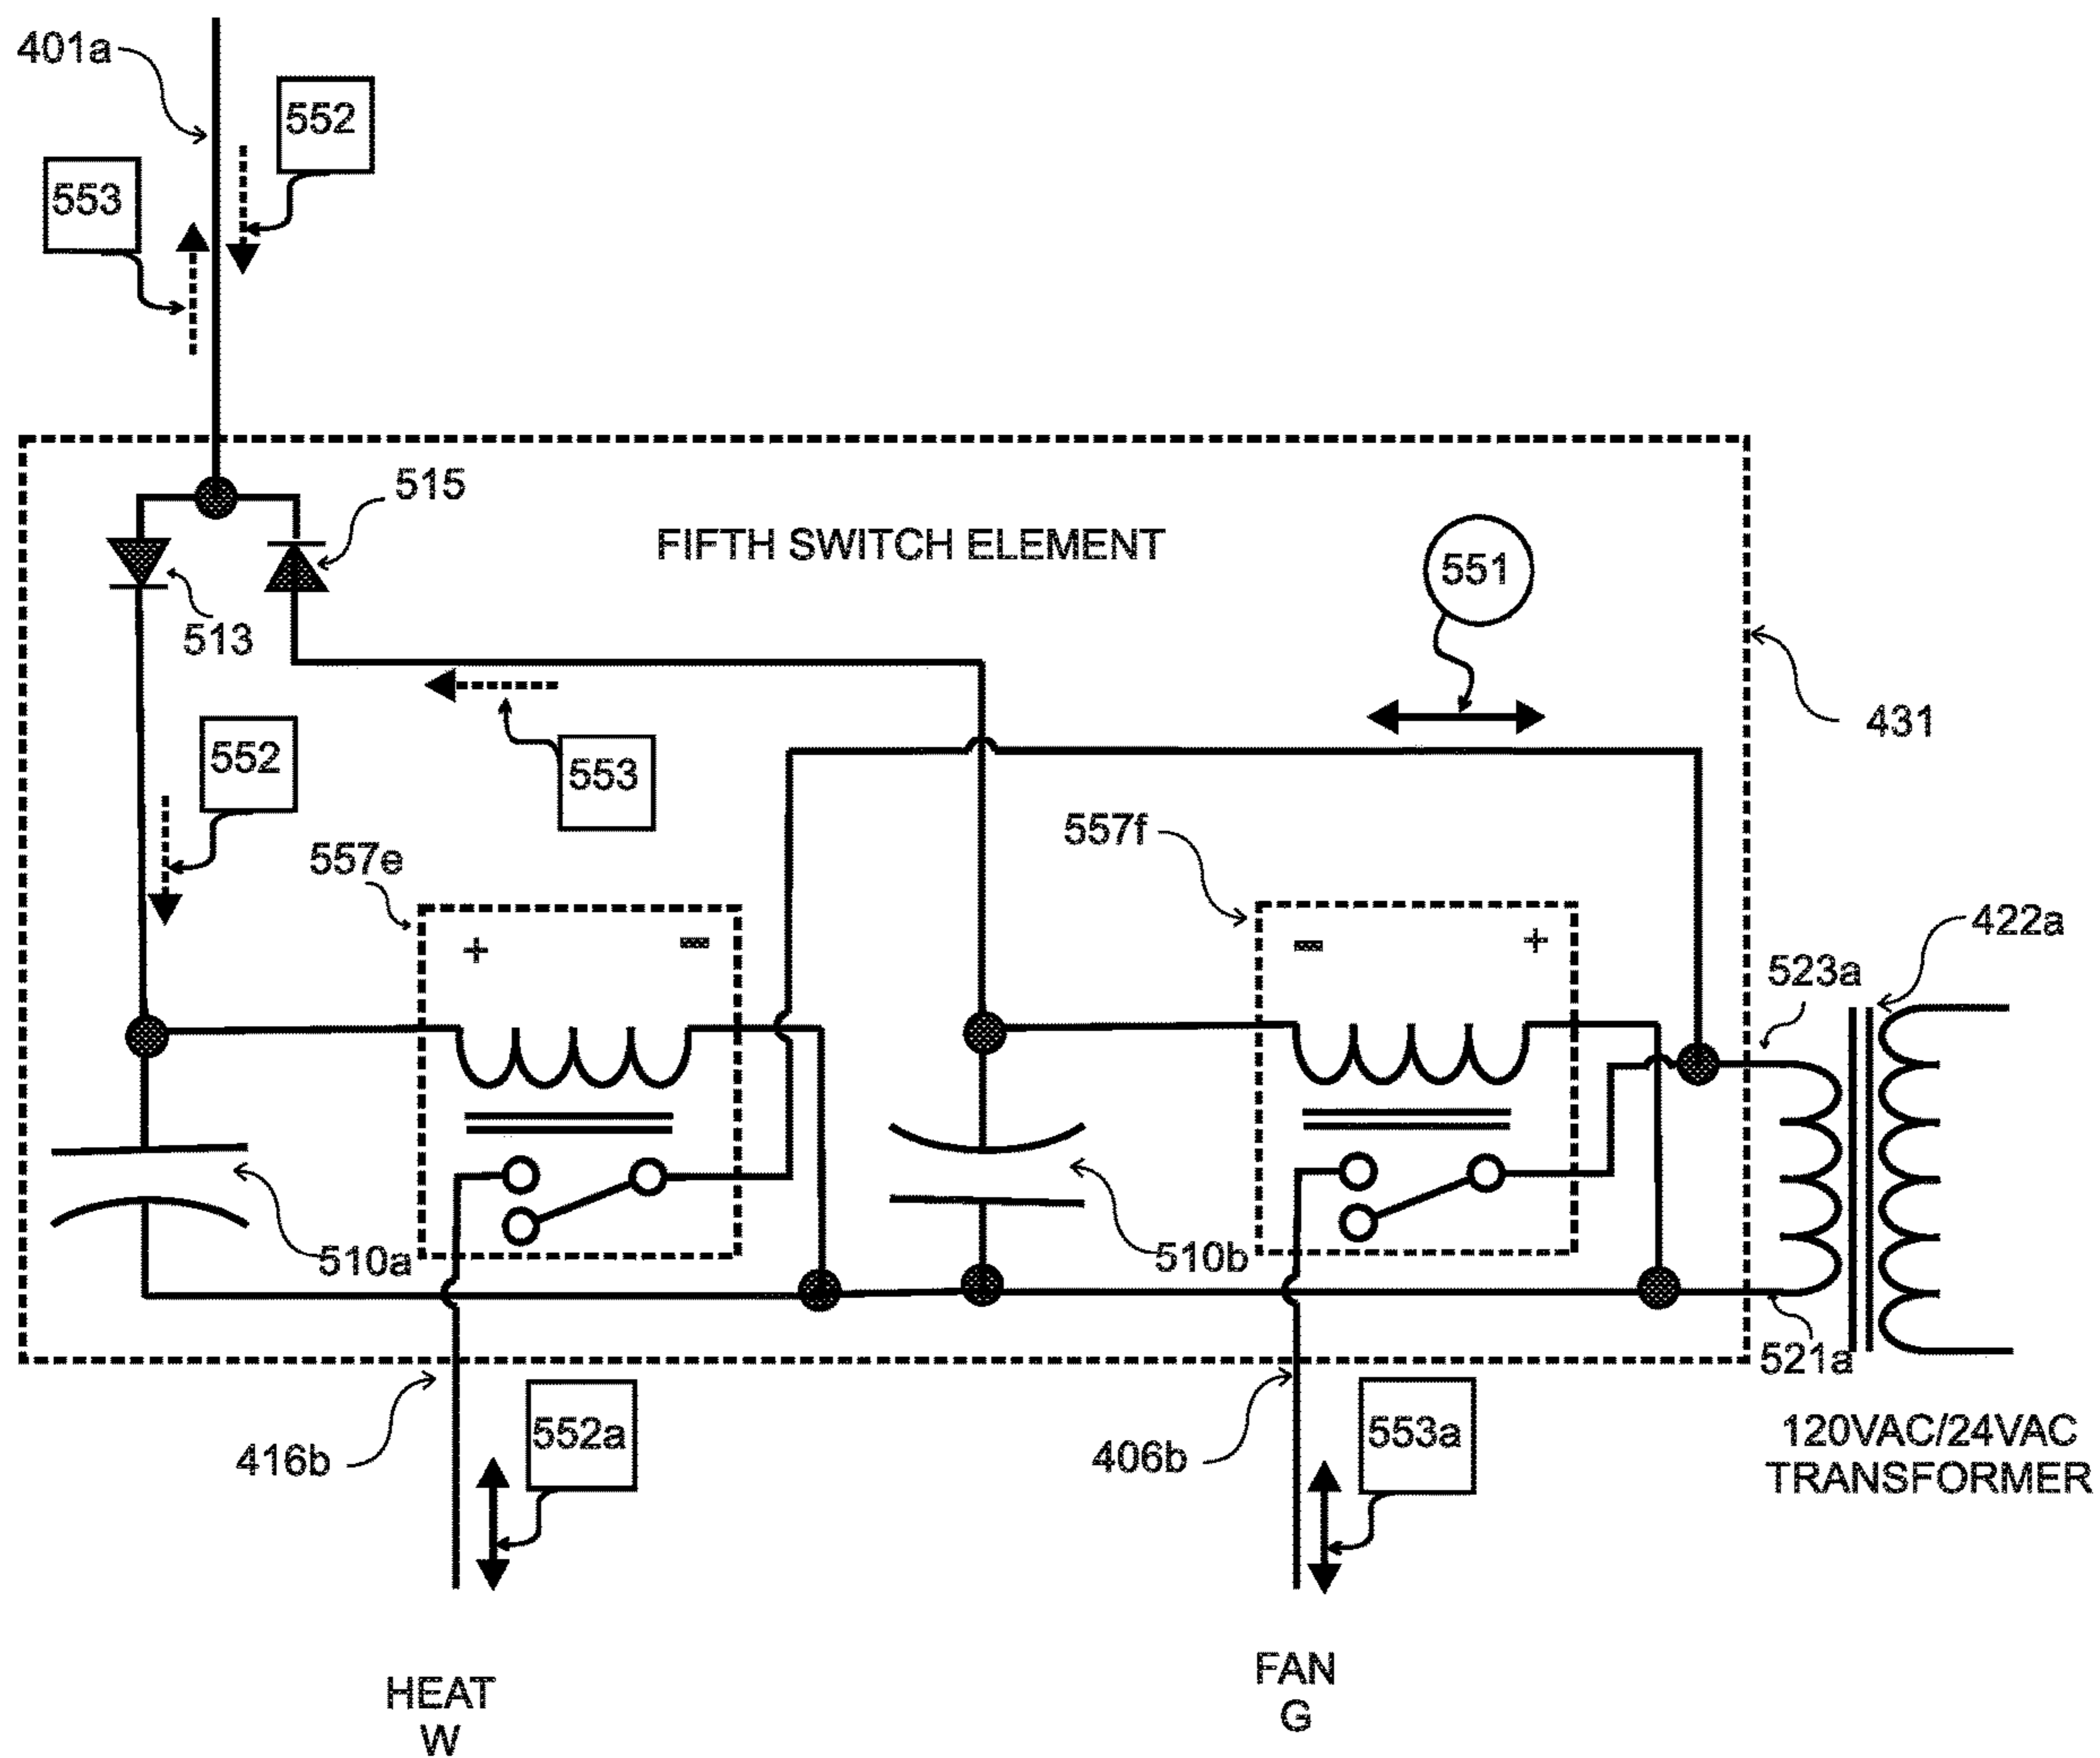 401a
552
553
515
FIFTH SWITCH ELEMENT
551
513
431
552
553
557e
557f
422a
+
−
−
+
523a
510a
510b
521a
416b
552a
406b
553a
120VAC/24VAC
TRANSFORMER
HEAT
W
FAN
G